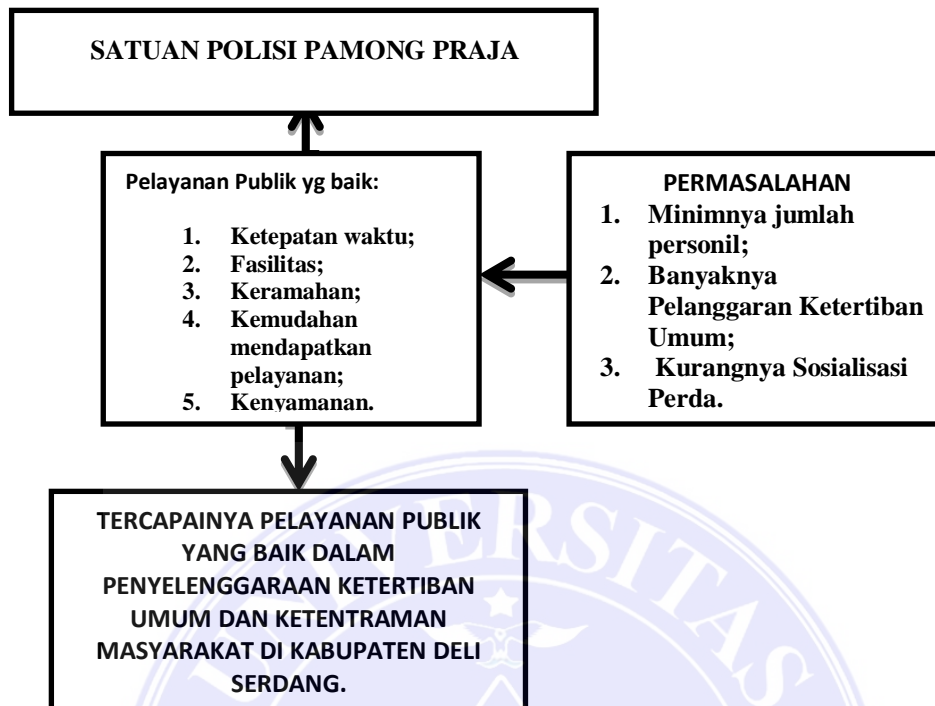 SATUAN POLISI PAMONG PRAJA
Pelayanan Publik yg baik:
1. Ketepatan waktu;
2. Fasilitas;
3. Keramahan;
4. Kemudahan
mendapatkan
pelayanan;
5. Kenyamanan.
PERMASALAHAN
1. Minimnya jumlah
personil;
2. Banyaknya
Pelanggaran Ketertiban
Umum;
3. Kurangnya Sosialisasi
Perda.
TERCAPAINYA PELAYANAN PUBLIK
YANG BAIK DALAM
PENYELENGGARAAN KETERTIBAN
UMUM DAN KETENTRAMAN
MASYARAKAT DI KABUPATEN DELI
SERDANG.
UNIVERSITAS